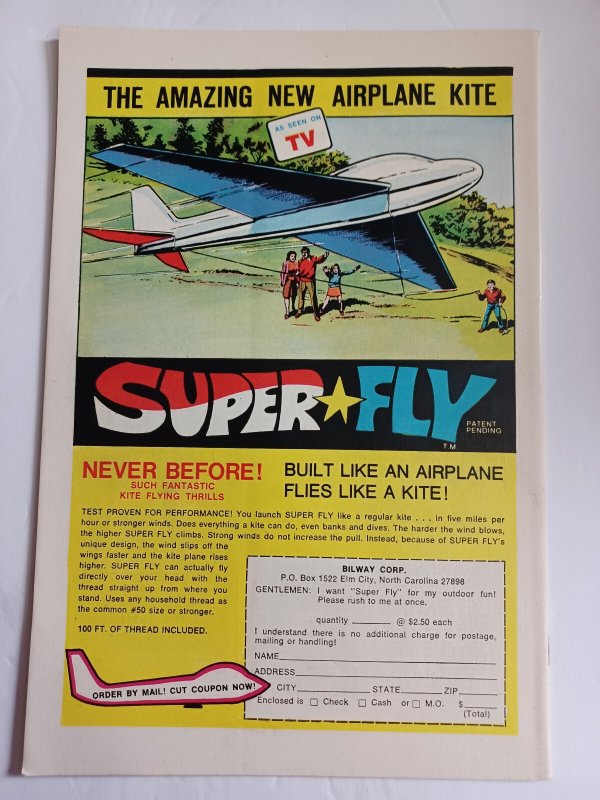 THE AMAZING NEW AIRPLANE KITE
AS SEEN ON
TV
SUPER★FLY
PATENT
PENDING
TM
NEVER BEFORE!
SUCH FANTASTIC
KITE FLYING THRILLS
BUILT LIKE AN AIRPLANE
FLIES LIKE A KITE!
TEST PROVEN FOR PERFORMANCE! You launch SUPER FLY like a regular kite . . . in five miles per
hour or stronger winds. Does everything a kite can do, even banks and dives. The harder the wind blows,
the higher SUPER FLY climbs. Strong winds do not increase the pull. Instead, because of SUPER FLY's
unique design, the wind slips off the
wings faster and the kite plane rises
higher. SUPER FLY can actually fly
directly over your head with the
thread straight up from where you
stand. Uses any household thread as
the common #50 size or stronger.
100 FT. OF THREAD INCLUDED.
ORDER BY MAIL! CUT COUPON NOW!
BILWAY CORP.
P.O. Box 1522 Elm City, North Carolina 27898
GENTLEMEN: I want "Super Fly" for my outdoor fun!
Please rush to me at once.
quantity ______ @ $2.50 each
I understand there is no additional charge for postage,
mailing or handling!
NAME
ADDRESS
CITY STATE ZIP
Enclosed is □ Check □ Cash or □ M.O. $
(Total)